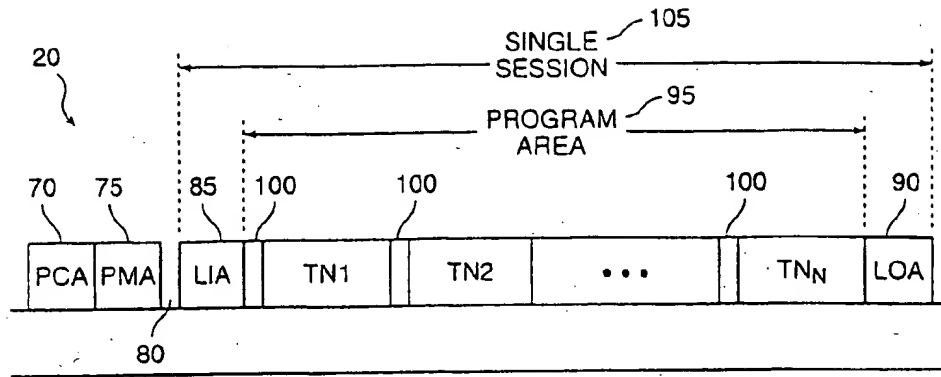 SINGLE 105
SESSION
20
PROGRAM 95
AREA
70 75 85 100 100 100 90
PCA PMA LIA TN1 TN2 ••• TNN LOA
80